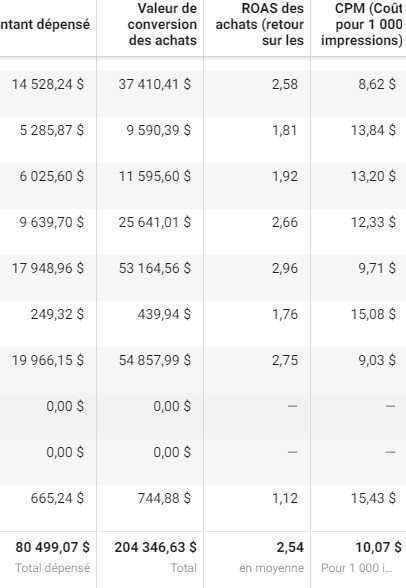 ntant dépensé Valeur de conversion des achats ROAS des achats (retour sur les CPM (Coût pour 1 000 impressions)
14 528,24 $ 37 410,41 $ 2,58 8,62 $
5 285,87 $ 9 590,39 $ 1,81 13,84 $
6 025,60 $ 11 595,60 $ 1,92 13,20 $
9 639,70 $ 25 641,01 $ 2,66 12,33 $
17 948,96 $ 53 164,56 $ 2,96 9,71 $
249,32 $ 439,94 $ 1,76 15,08 $
19 966,15 $ 54 857,99 $ 2,75 9,03 $
0,00 $ 0,00 $ — —
0,00 $ 0,00 $ — —
665,24 $ 744,88 $ 1,12 15,43 $
80 499,07 $ 204 346,63 $ 2,54 10,07 $
Total dépensé Total en moyenne Pour 1 000 i...